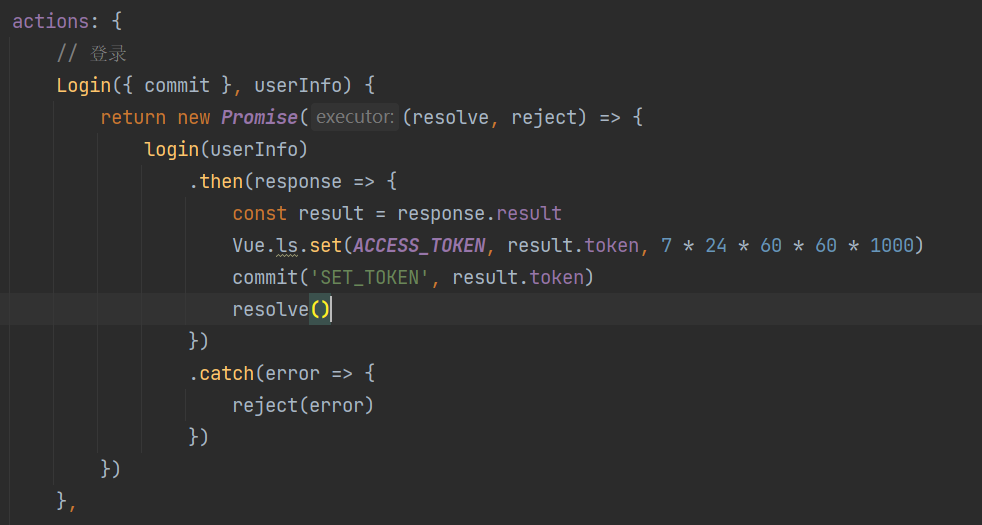 actions: {
// 登录
Login({ commit }, userInfo) {
return new Promise( executor: (resolve, reject) => {
login(userInfo)
.then(response => {
const result = response.result
Vue.ls.set(ACCESS_TOKEN, result.token, 7 * 24 * 60 * 60 * 1000)
commit('SET_TOKEN', result.token)
resolve()
})
.catch(error => {
reject(error)
})
})
},